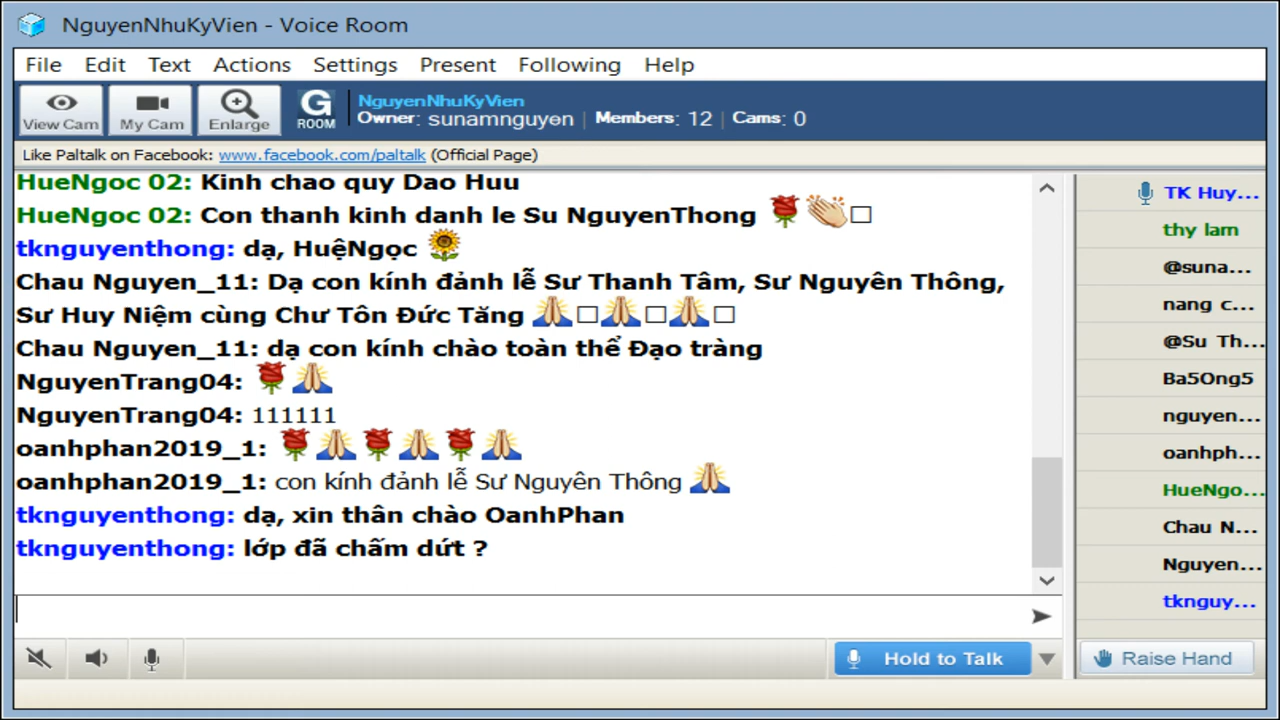 NguyenNhuKyVien - Voice Room
File Edit Text Actions Settings Present Following Help
View Cam My Cam Enlarge G ROOM
NguyenNhuKyVien
Owner: sunamnguyen | Members: 12 | Cams: 0
Like Paltalk on Facebook: www.facebook.com/paltalk (Official Page)
HueNgoc 02: Kinh chao quy Dao Huu
HueNgoc 02: Con thanh kinh danh le Su NguyenThong 🌹👏□
tknguyenthong: dạ, HuệNgọc 🌻
Chau Nguyen_11: Dạ con kính đảnh lễ Sư Thanh Tâm, Sư Nguyên Thông,
Sư Huy Niệm cùng Chư Tôn Đức Tăng 🙏□🙏□🙏□
Chau Nguyen_11: dạ con kính chào toàn thể Đạo tràng
NguyenTrang04: 🌹🙏
NguyenTrang04: 111111
oanhphan2019_1: 🌹🙏🌹🙏🌹🙏
oanhphan2019_1: con kính đảnh lễ Sư Nguyên Thông 🙏
tknguyenthong: dạ, xin thân chào OanhPhan
tknguyenthong: lớp đã chấm dứt ?
Hold to Talk
TK Huy...
thy lam
@suna...
nang c...
@Su Th...
Ba5Ong5
nguyen...
oanhph...
HueNgo...
Chau N...
Nguyen...
tknguy...
Raise Hand